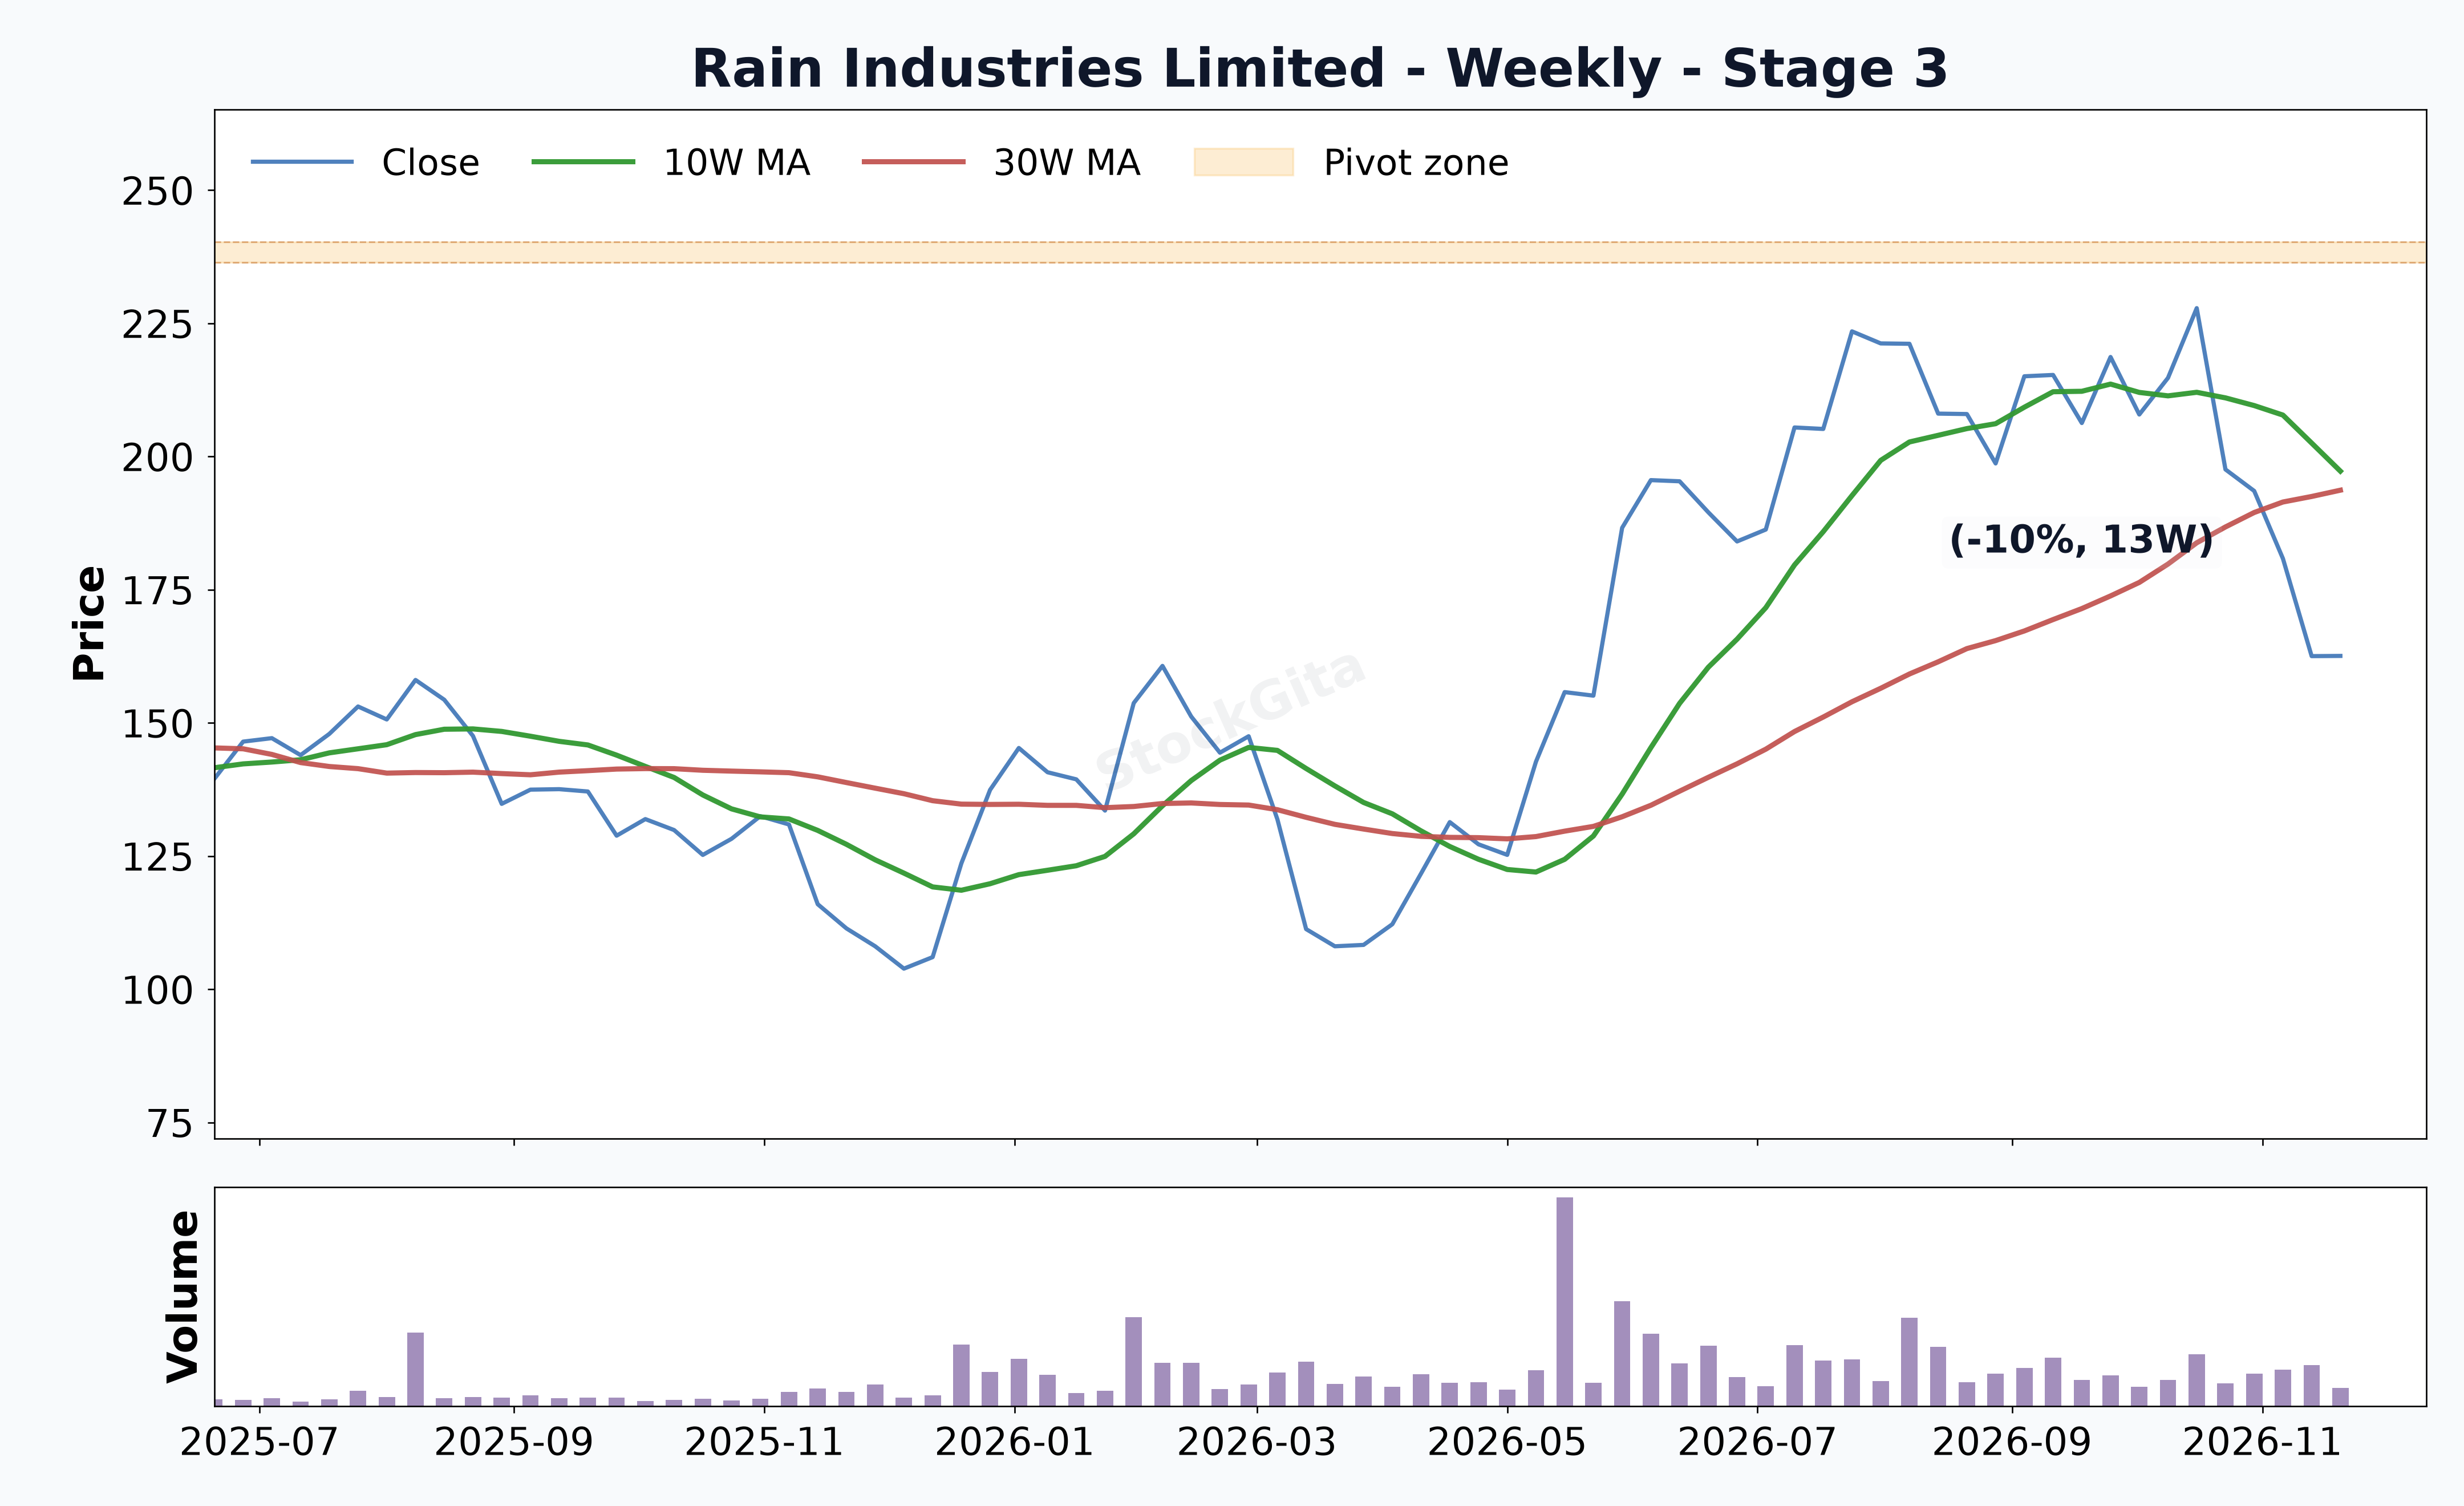 Rain Industries Limited - Weekly - Stage 3
Close
10W MA
30W MA
Pivot zone
250
225
200
175
150
125
100
75
Price
(-10%, 13W)
StockGita
Volume
2025-07
2025-09
2025-11
2026-01
2026-03
2026-05
2026-07
2026-09
2026-11